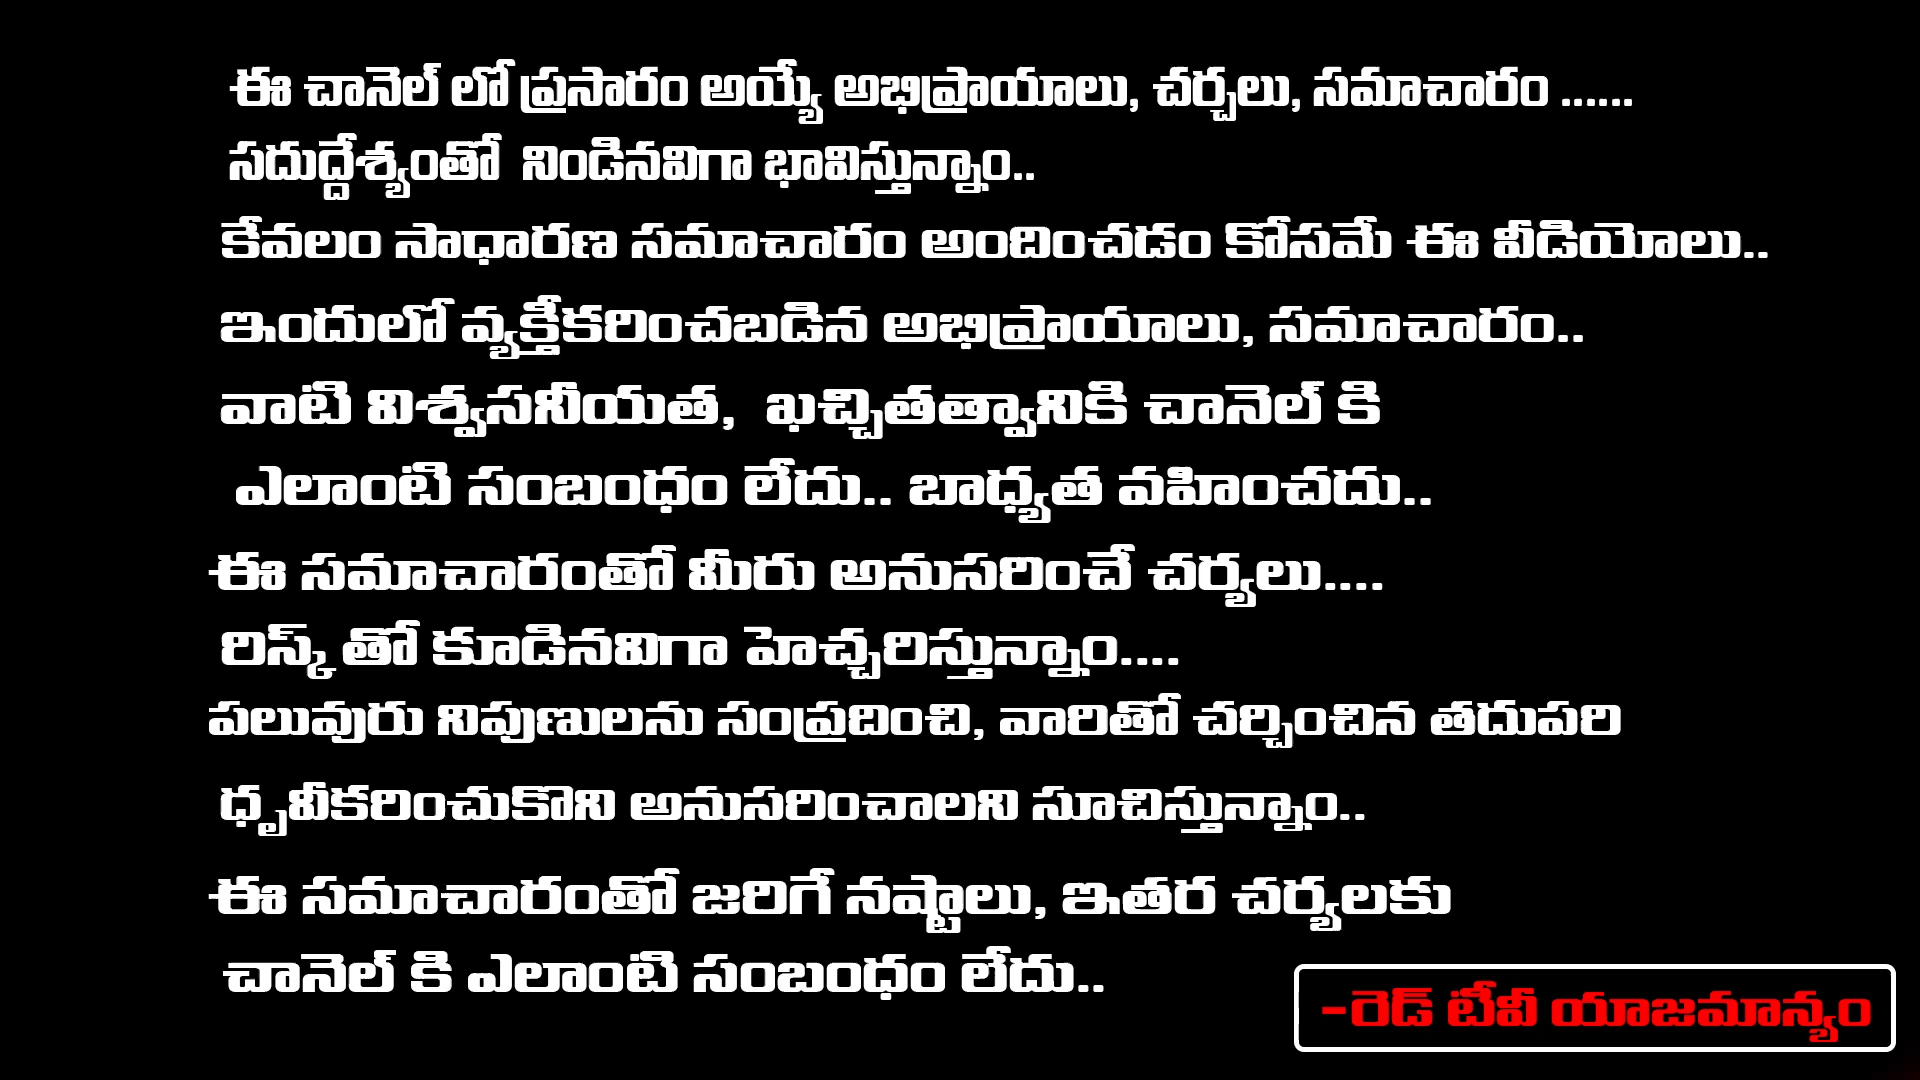 ఈ చానెల్ లో ప్రసారం అయ్యే అభిప్రాయాలు, చర్చలు, సమాచారం ......
సదుద్దేశ్యంతో నిండినవిగా భావిస్తున్నాం..
కేవలం సాధారణ సమాచారం అందించడం కోసమే ఈ వీడియోలు..
ఇందులో వ్యక్తీకరించబడిన అభిప్రాయాలు, సమాచారం..
వాటి విశ్వసనీయత, ఖచ్చితత్వానికి చానెల్ కి
ఎలాంటి సంబంధం లేదు.. బాధ్యత వహించదు..
ఈ సమాచారంతో మీరు అనుసరించే చర్యలు....
రిస్క్ తో కూడినవిగా హెచ్చరిస్తున్నాం....
పలువురు నిపుణులను సంప్రదించి, వారితో చర్చించిన తదుపరి
ధృవీకరించుకొని అనుసరించాలని సూచిస్తున్నాం..
ఈ సమాచారంతో జరిగే నష్టాలు, ఇతర చర్యలకు
చానెల్ కి ఎలాంటి సంబంధం లేదు..
-రెడ్ టీవీ యాజమాన్యం